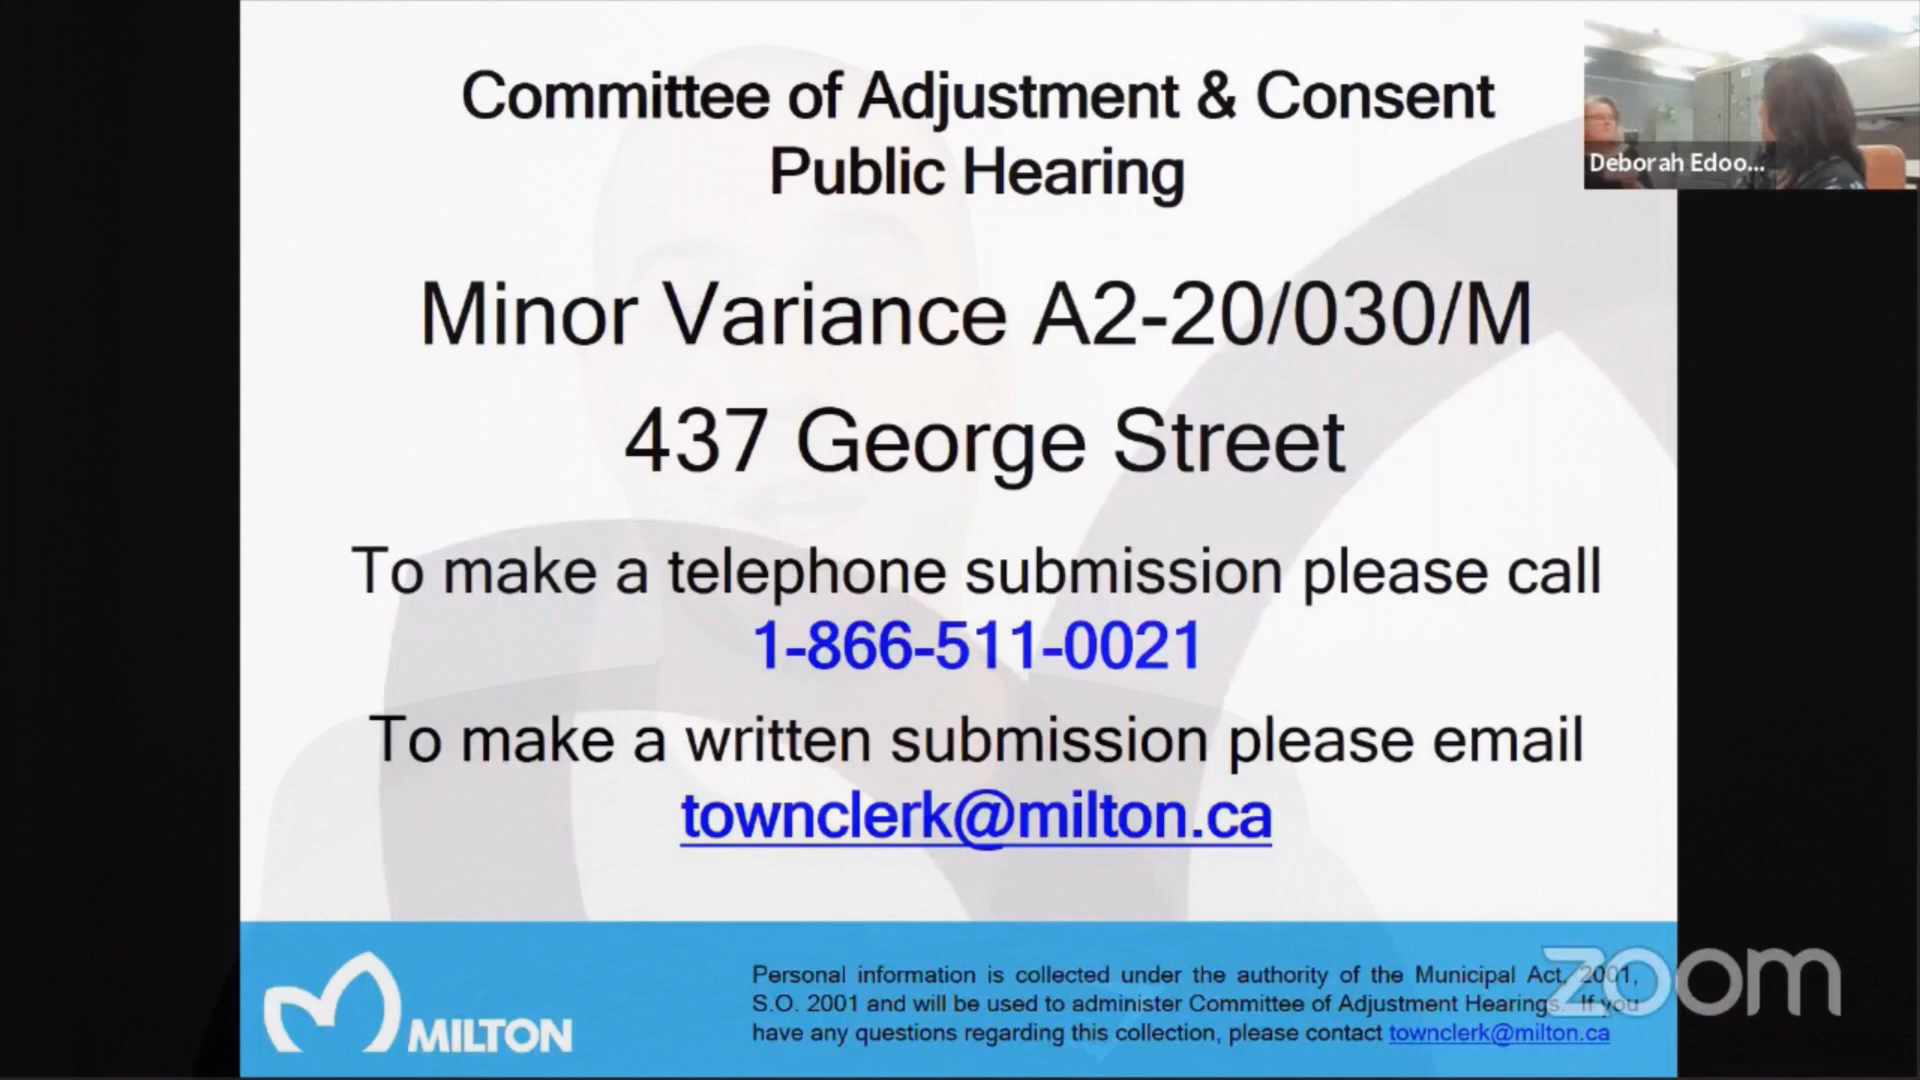 Committee of Adjustment & Consent
Public Hearing
Deborah Edoo...
Minor Variance A2-20/030/M
437 George Street
To make a telephone submission please call
1-866-511-0021
To make a written submission please email
townclerk@milton.ca
MILTON
Personal information is collected under the authority of the Municipal Act, 2001,
S.O. 2001 and will be used to administer Committee of Adjustment Hearings. If you
have any questions regarding this collection, please contact townclerk@milton.ca
zoom